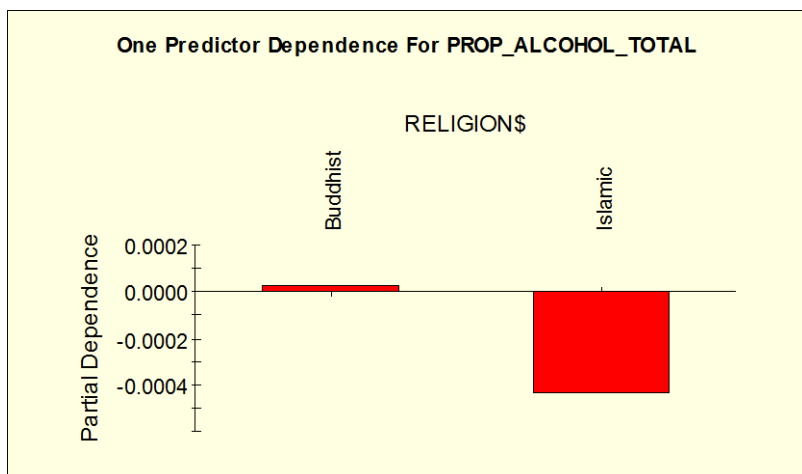 One Predictor Dependence For PROP_ALCOHOL_TOTAL
RELIGION$
Buddhist
Islamic
Partial Dependence
0.0002
0.0000
-0.0002
-0.0004